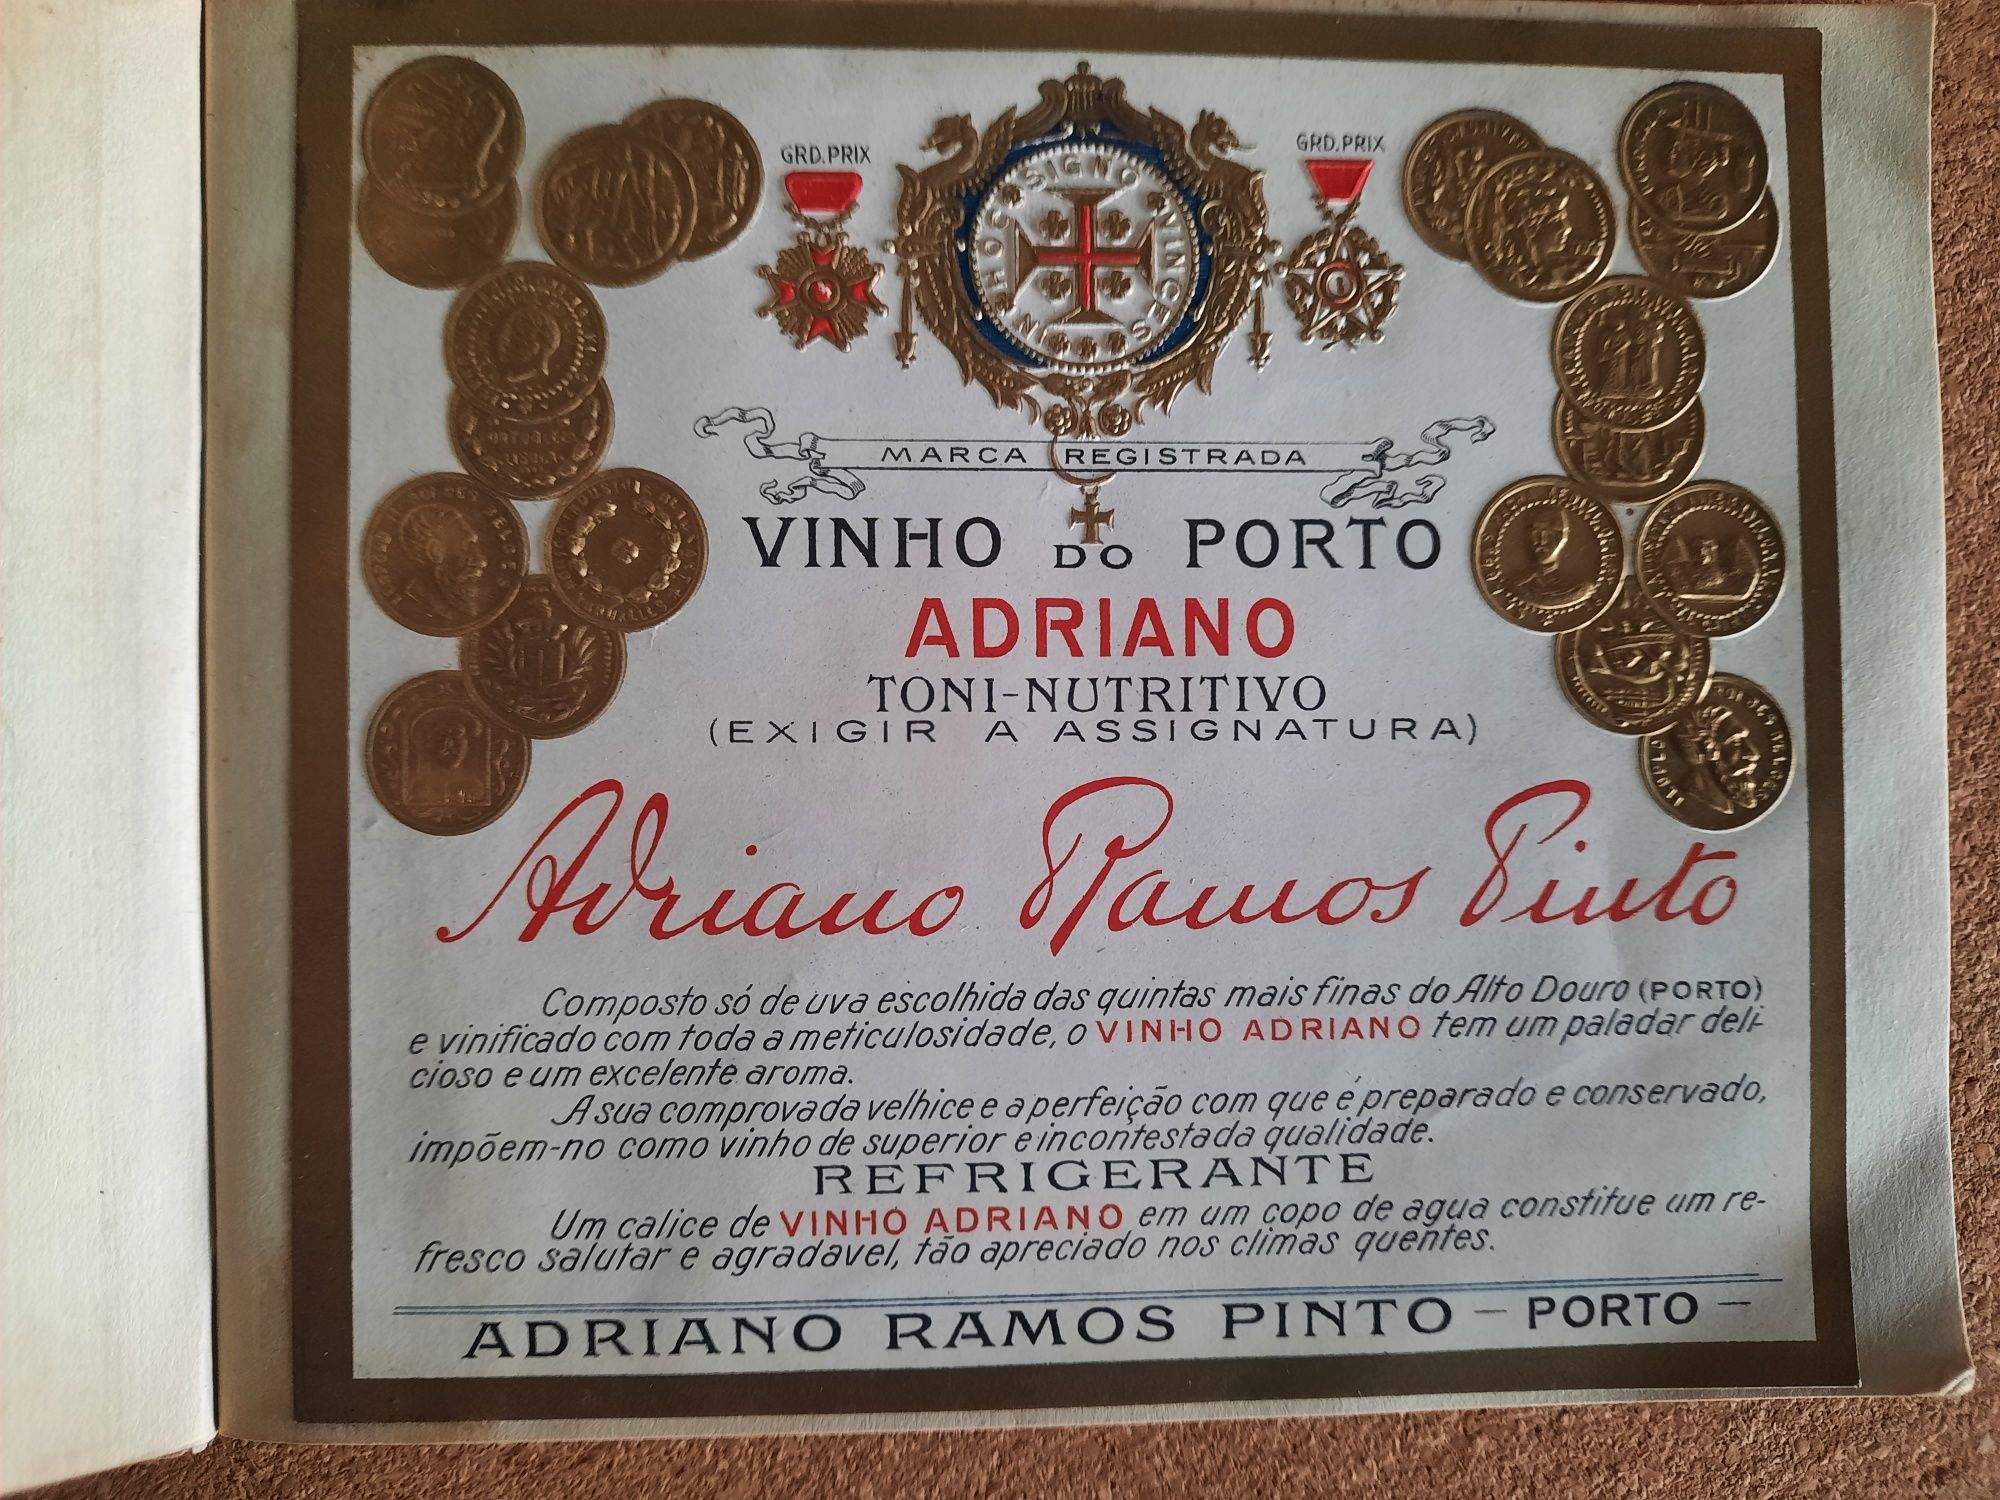 GRD. PRIX
GRD. PRIX
IN HOC SIGNO VINCES
MARCA REGISTRADA
VINHO DO PORTO
ADRIANO
TONI-NUTRITIVO
(EXIGIR A ASSIGNATURA)
Adriano Ramos Pinto
Composto só de uva escolhida das quintas mais finas do Alto Douro (PORTO)
e vinificado com toda a meticulosidade, o VINHO ADRIANO tem um paladar deli-
cioso e um excelente aroma.
A sua comprovada velhice e a perfeição com que é preparado e conservado,
impõem-no como vinho de superior e incontestada qualidade.
REFRIGERANTE
Um calice de VINHO ADRIANO em um copo de agua constitue um re-
fresco salutar e agradavel, tão apreciado nos climas quentes.
ADRIANO RAMOS PINTO - PORTO -